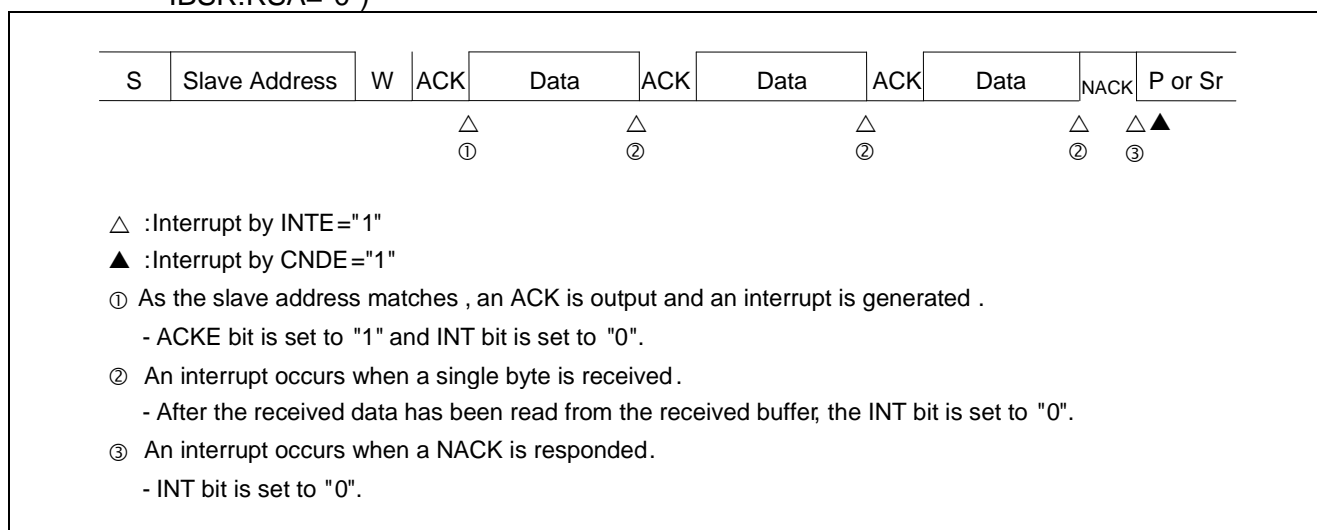 S Slave Address W ACK Data ACK Data ACK Data NACK P or Sr
△ △ △ △ △ ▲
① ② ② ② ③
△ :Interrupt by INTE="1"
▲ :Interrupt by CNDE="1"
① As the slave address matches , an ACK is output and an interrupt is generated .
- ACKE bit is set to "1" and INT bit is set to "0".
② An interrupt occurs when a single byte is received.
- After the received data has been read from the received buffer, the INT bit is set to "0".
③ An interrupt occurs when a NACK is responded.
- INT bit is set to "0".